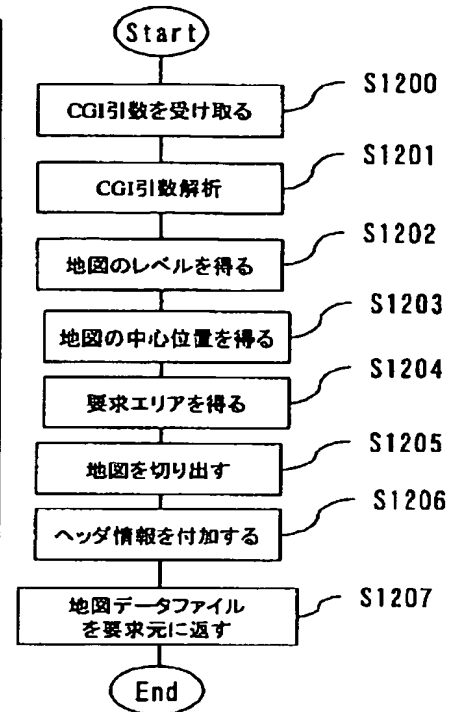 Start
CGI引数を受け取る
S1200
CGI引数解析
S1201
地図のレベルを得る
S1202
地図の中心位置を得る
S1203
要求エリアを得る
S1204
地図を切り出す
S1205
ヘッダ情報を付加する
S1206
地図データファイル
を要求元に返す
S1207
End